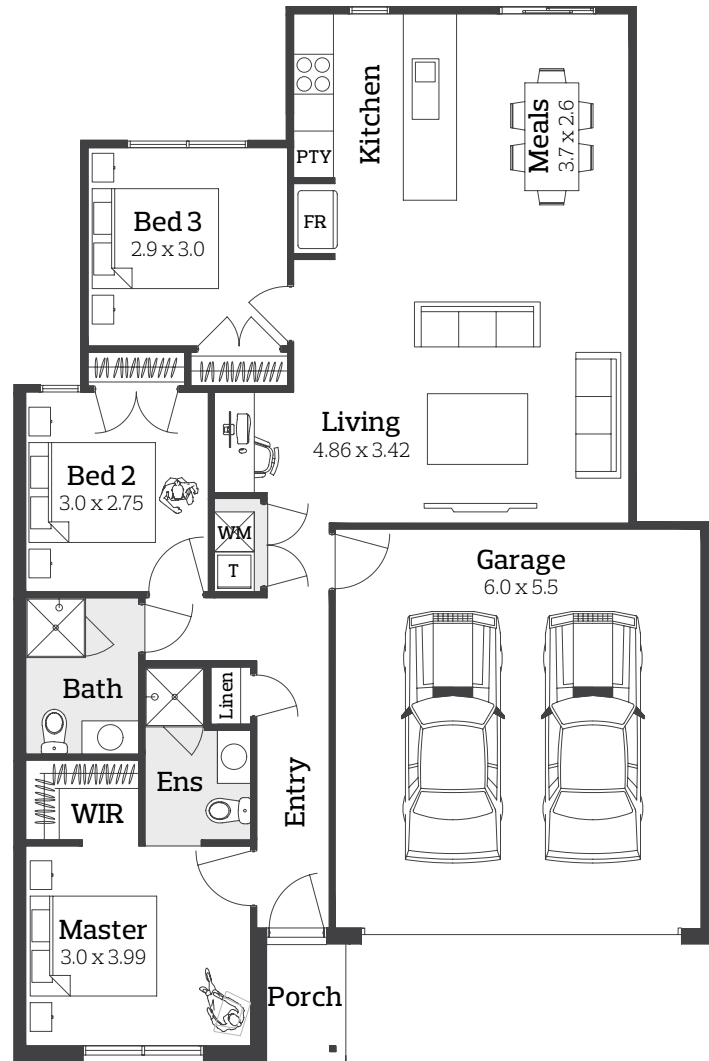 Kitchen
Meals
3.7 x 2.6
PTY
FR
Bed 3
2.9 x 3.0
Living
4.86 x 3.42
Bed 2
3.0 x 2.75
WM
T
Garage
6.0 x 5.5
Bath
Linen
Ens
Entry
WIR
Master
3.0 x 3.99
Porch